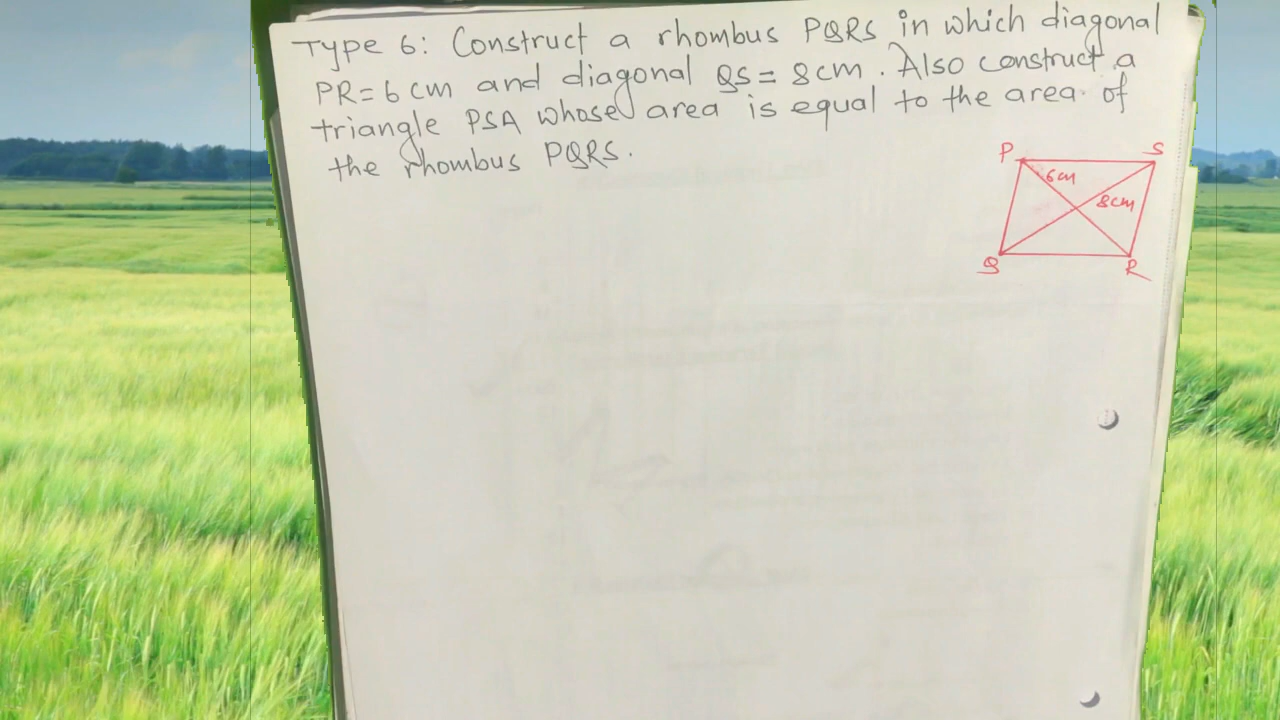 Type 6: Construct a rhombus PQRS in which diagonal
PR = 6 cm and diagonal QS = 8 cm. Also construct a
triangle PSA whose area is equal to the area of
the rhombus PQRS.
P S
6cm
8cm
Q R